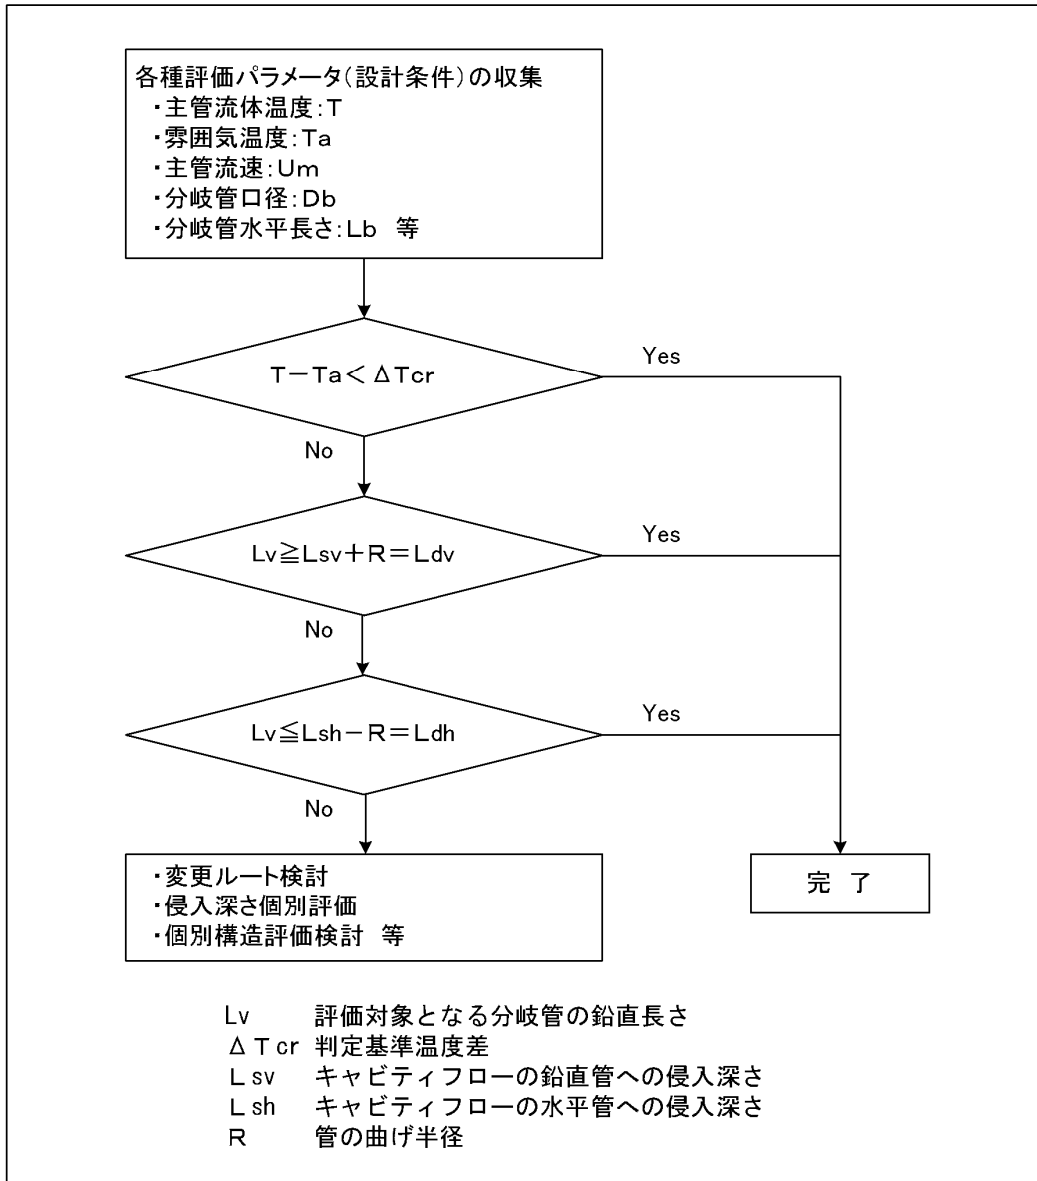 各種評価パラメータ(設計条件)の収集
・主管流体温度:T
・雰囲気温度:Ta
・主管流速:Um
・分岐管口径:Db
・分岐管水平長さ:Lb 等
T-Ta<ΔTcr
Yes
No
Lv≧Lsv+R=Ldv
Yes
No
Lv≦Lsh-R=Ldh
Yes
No
・変更ルート検討
・侵入深さ個別評価
・個別構造評価検討 等
完 了
Lv 評価対象となる分岐管の鉛直長さ
ΔTcr 判定基準温度差
Lsv キャビティフローの鉛直管への侵入深さ
Lsh キャビティフローの水平管への侵入深さ
R 管の曲げ半径